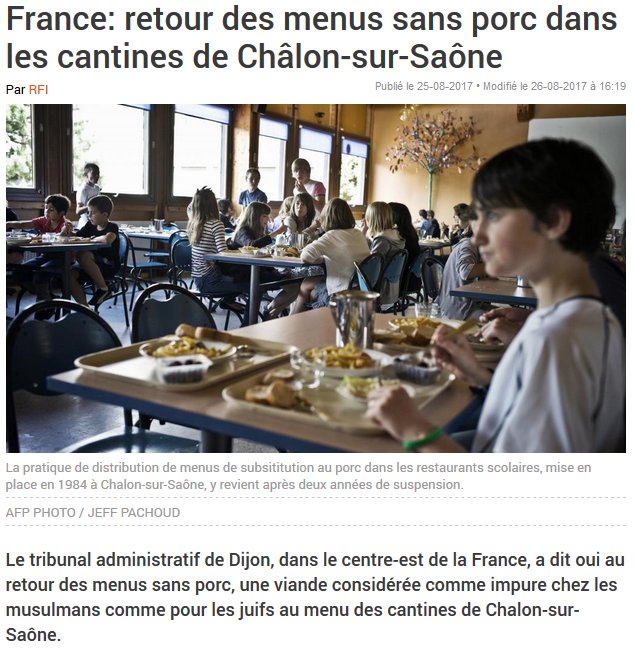 France: retour des menus sans porc dans
les cantines de Châlon-sur-Saône
Par RFI
Publié le 25-08-2017 • Modifié le 26-08-2017 à 16:19
La pratique de distribution de menus de subsititution au porc dans les restaurants scolaires, mise en
place en 1984 à Chalon-sur-Saône, y revient après deux années de suspension.
AFP PHOTO / JEFF PACHOUD
Le tribunal administratif de Dijon, dans le centre-est de la France, a dit oui au
retour des menus sans porc, une viande considérée comme impure chez les
musulmans comme pour les juifs au menu des cantines de Chalon-sur-
Saône.